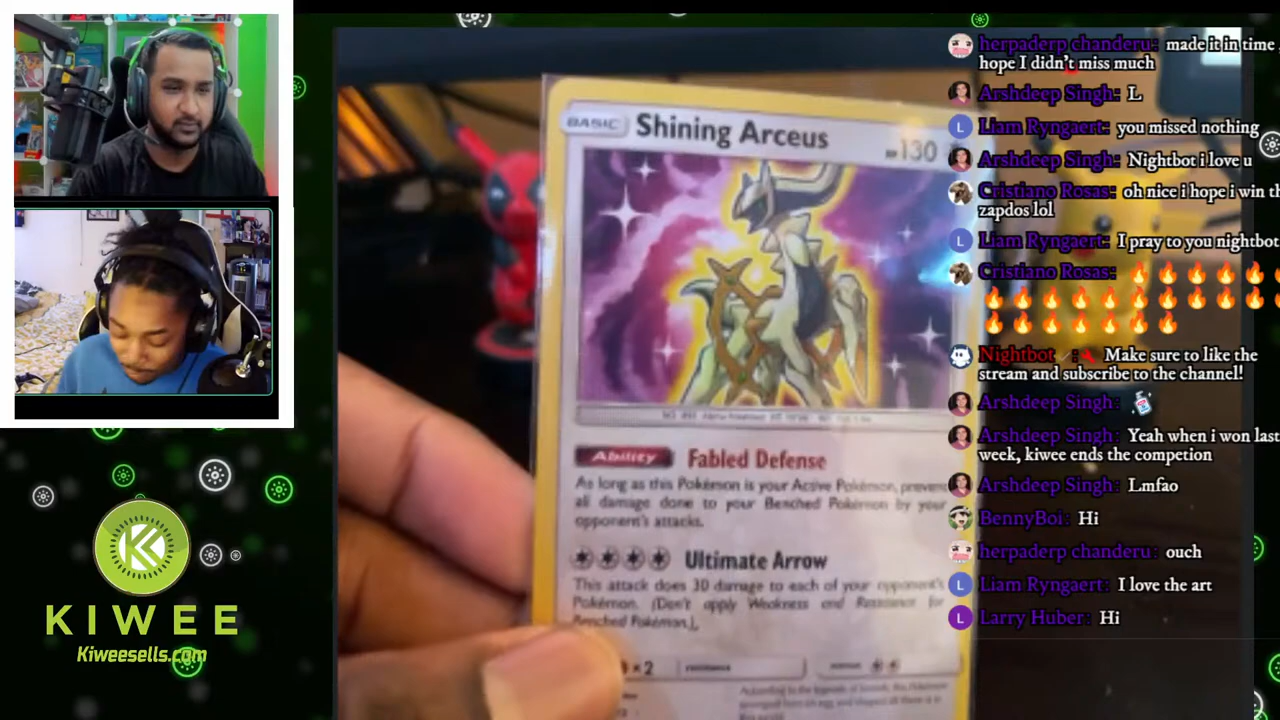 BASIC Shining Arceus 130
Ability Fabled Defense
As long as this Pokémon is your Active Pokémon, prevent
all damage done to your Benched Pokémon by your
opponent's attacks.
Ultimate Arrow
This attack does 30 damage to each of your opponent's
Pokémon. (Don't apply Weakness and Resistance for
Benched Pokémon.)
×2
herpaderp chanderu: made it in time,
hope I didn't miss much
Arshdeep Singh: L
Liam Ryngaert: you missed nothing
Arshdeep Singh: Nightbot i love u
Cristiano Rosas: oh nice i hope i win th
zapdos lol
Liam Ryngaert: I pray to you nightbot
Cristiano Rosas:
Nightbot : Make sure to like the
stream and subscribe to the channel!
Arshdeep Singh:
Arshdeep Singh: Yeah when i won last
week, kiwee ends the competion
Arshdeep Singh: Lmfao
BennyBoi: Hi
herpaderp chanderu: ouch
Liam Ryngaert: I love the art
Larry Huber: Hi
KIWEE
Kiweesells.com